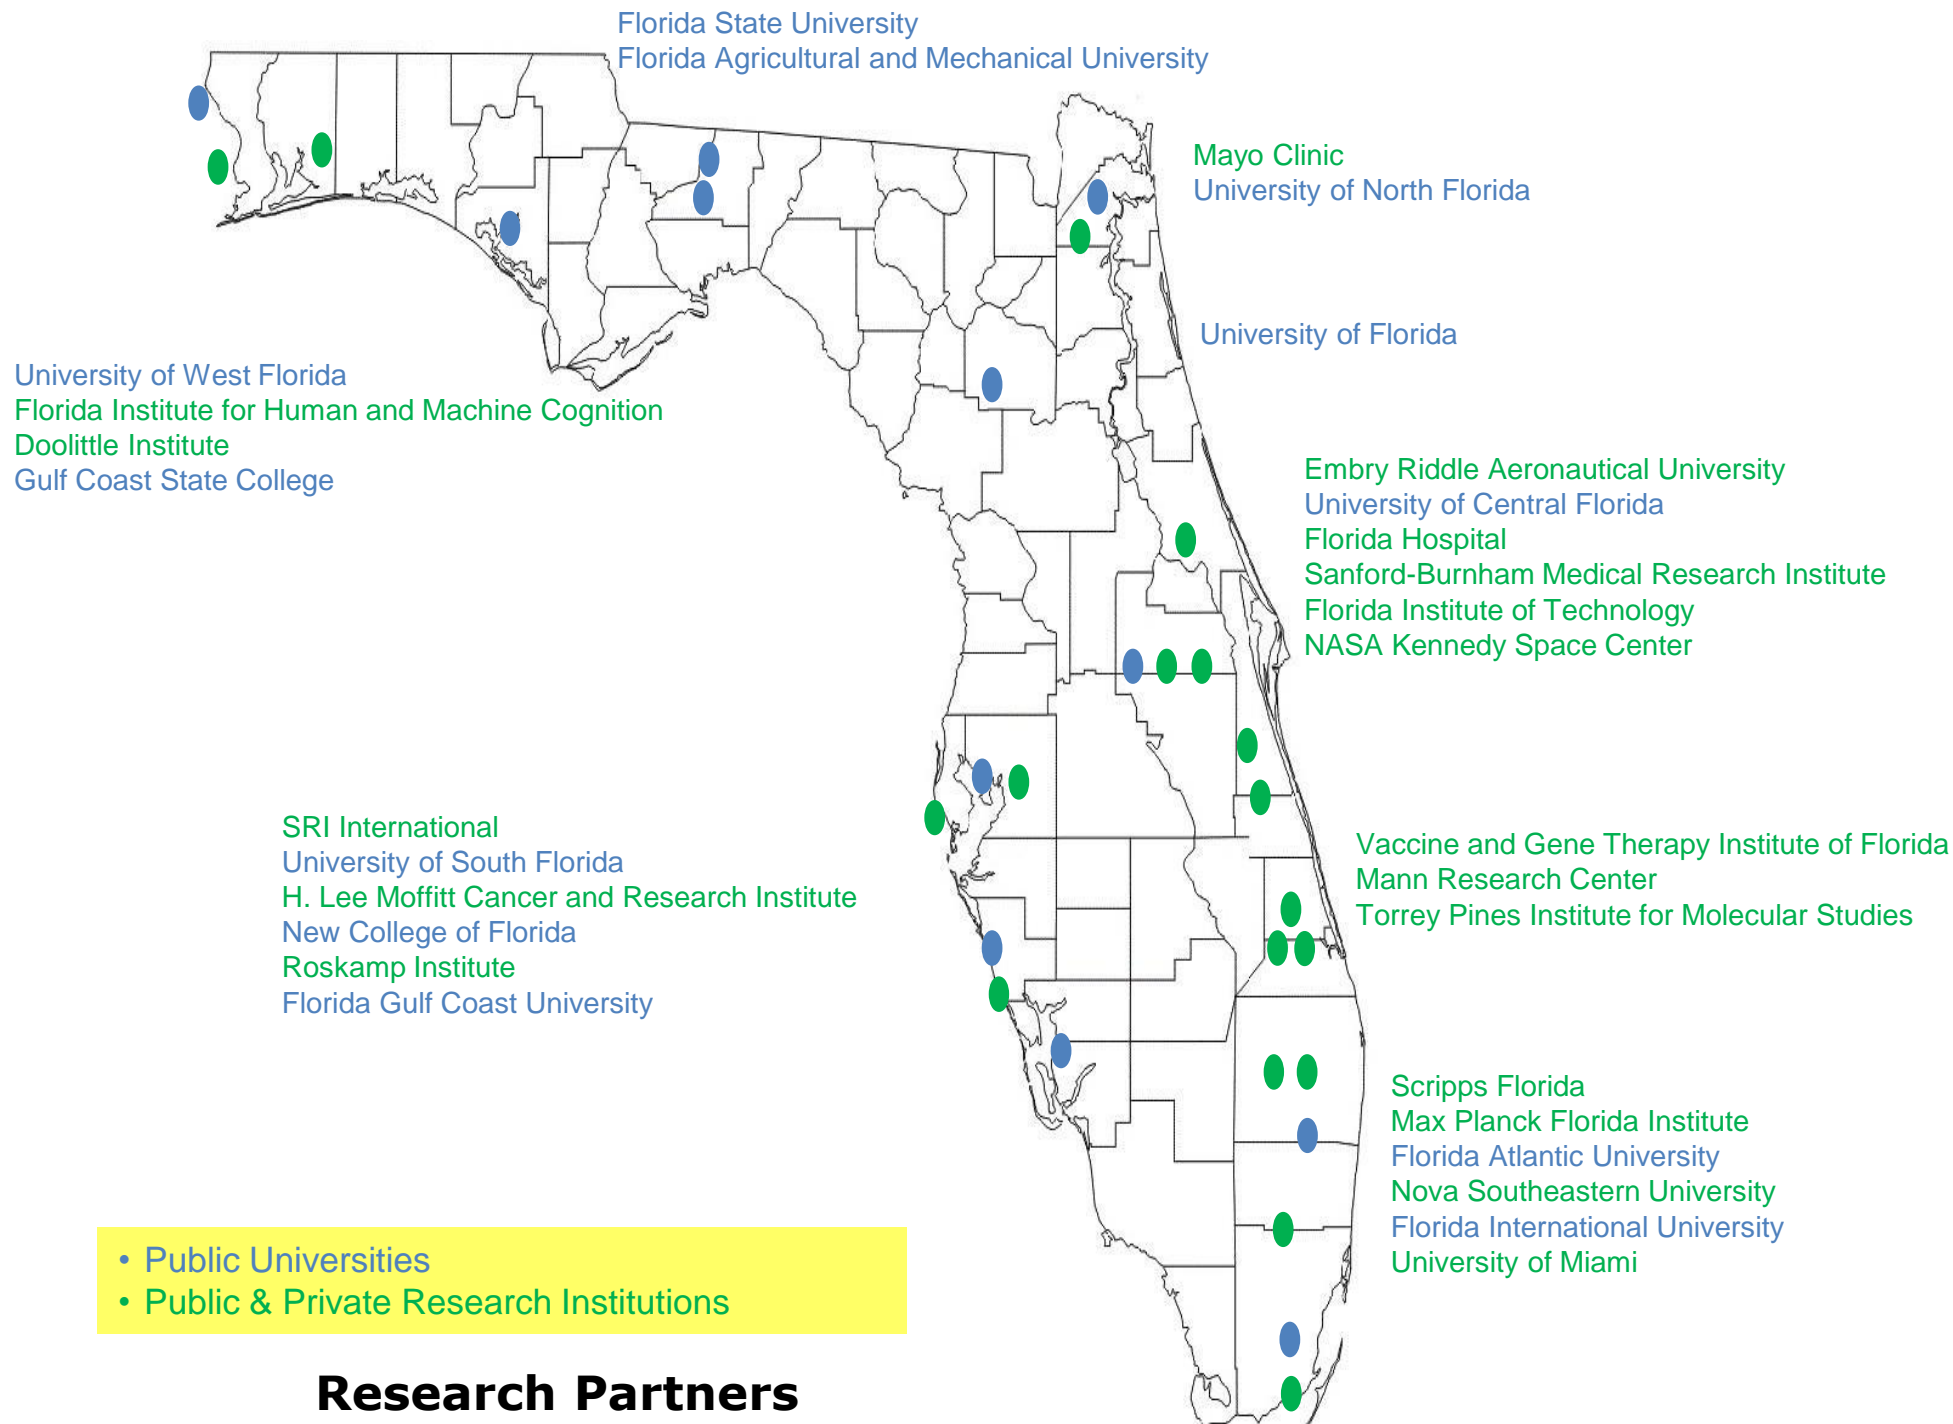 Florida State University
Florida Agricultural and Mechanical University
Mayo Clinic
University of North Florida
University of Florida
University of West Florida
Florida Institute for Human and Machine Cognition
Doolittle Institute
Gulf Coast State College
Embry Riddle Aeronautical University
University of Central Florida
Florida Hospital
Sanford-Burnham Medical Research Institute
Florida Institute of Technology
NASA Kennedy Space Center
SRI International
University of South Florida
H. Lee Moffitt Cancer and Research Institute
New College of Florida
Roskamp Institute
Florida Gulf Coast University
Vaccine and Gene Therapy Institute of Florida
Mann Research Center
Torrey Pines Institute for Molecular Studies
Scripps Florida
Max Planck Florida Institute
Florida Atlantic University
Nova Southeastern University
Florida International University
University of Miami
• Public Universities
• Public & Private Research Institutions
Research Partners